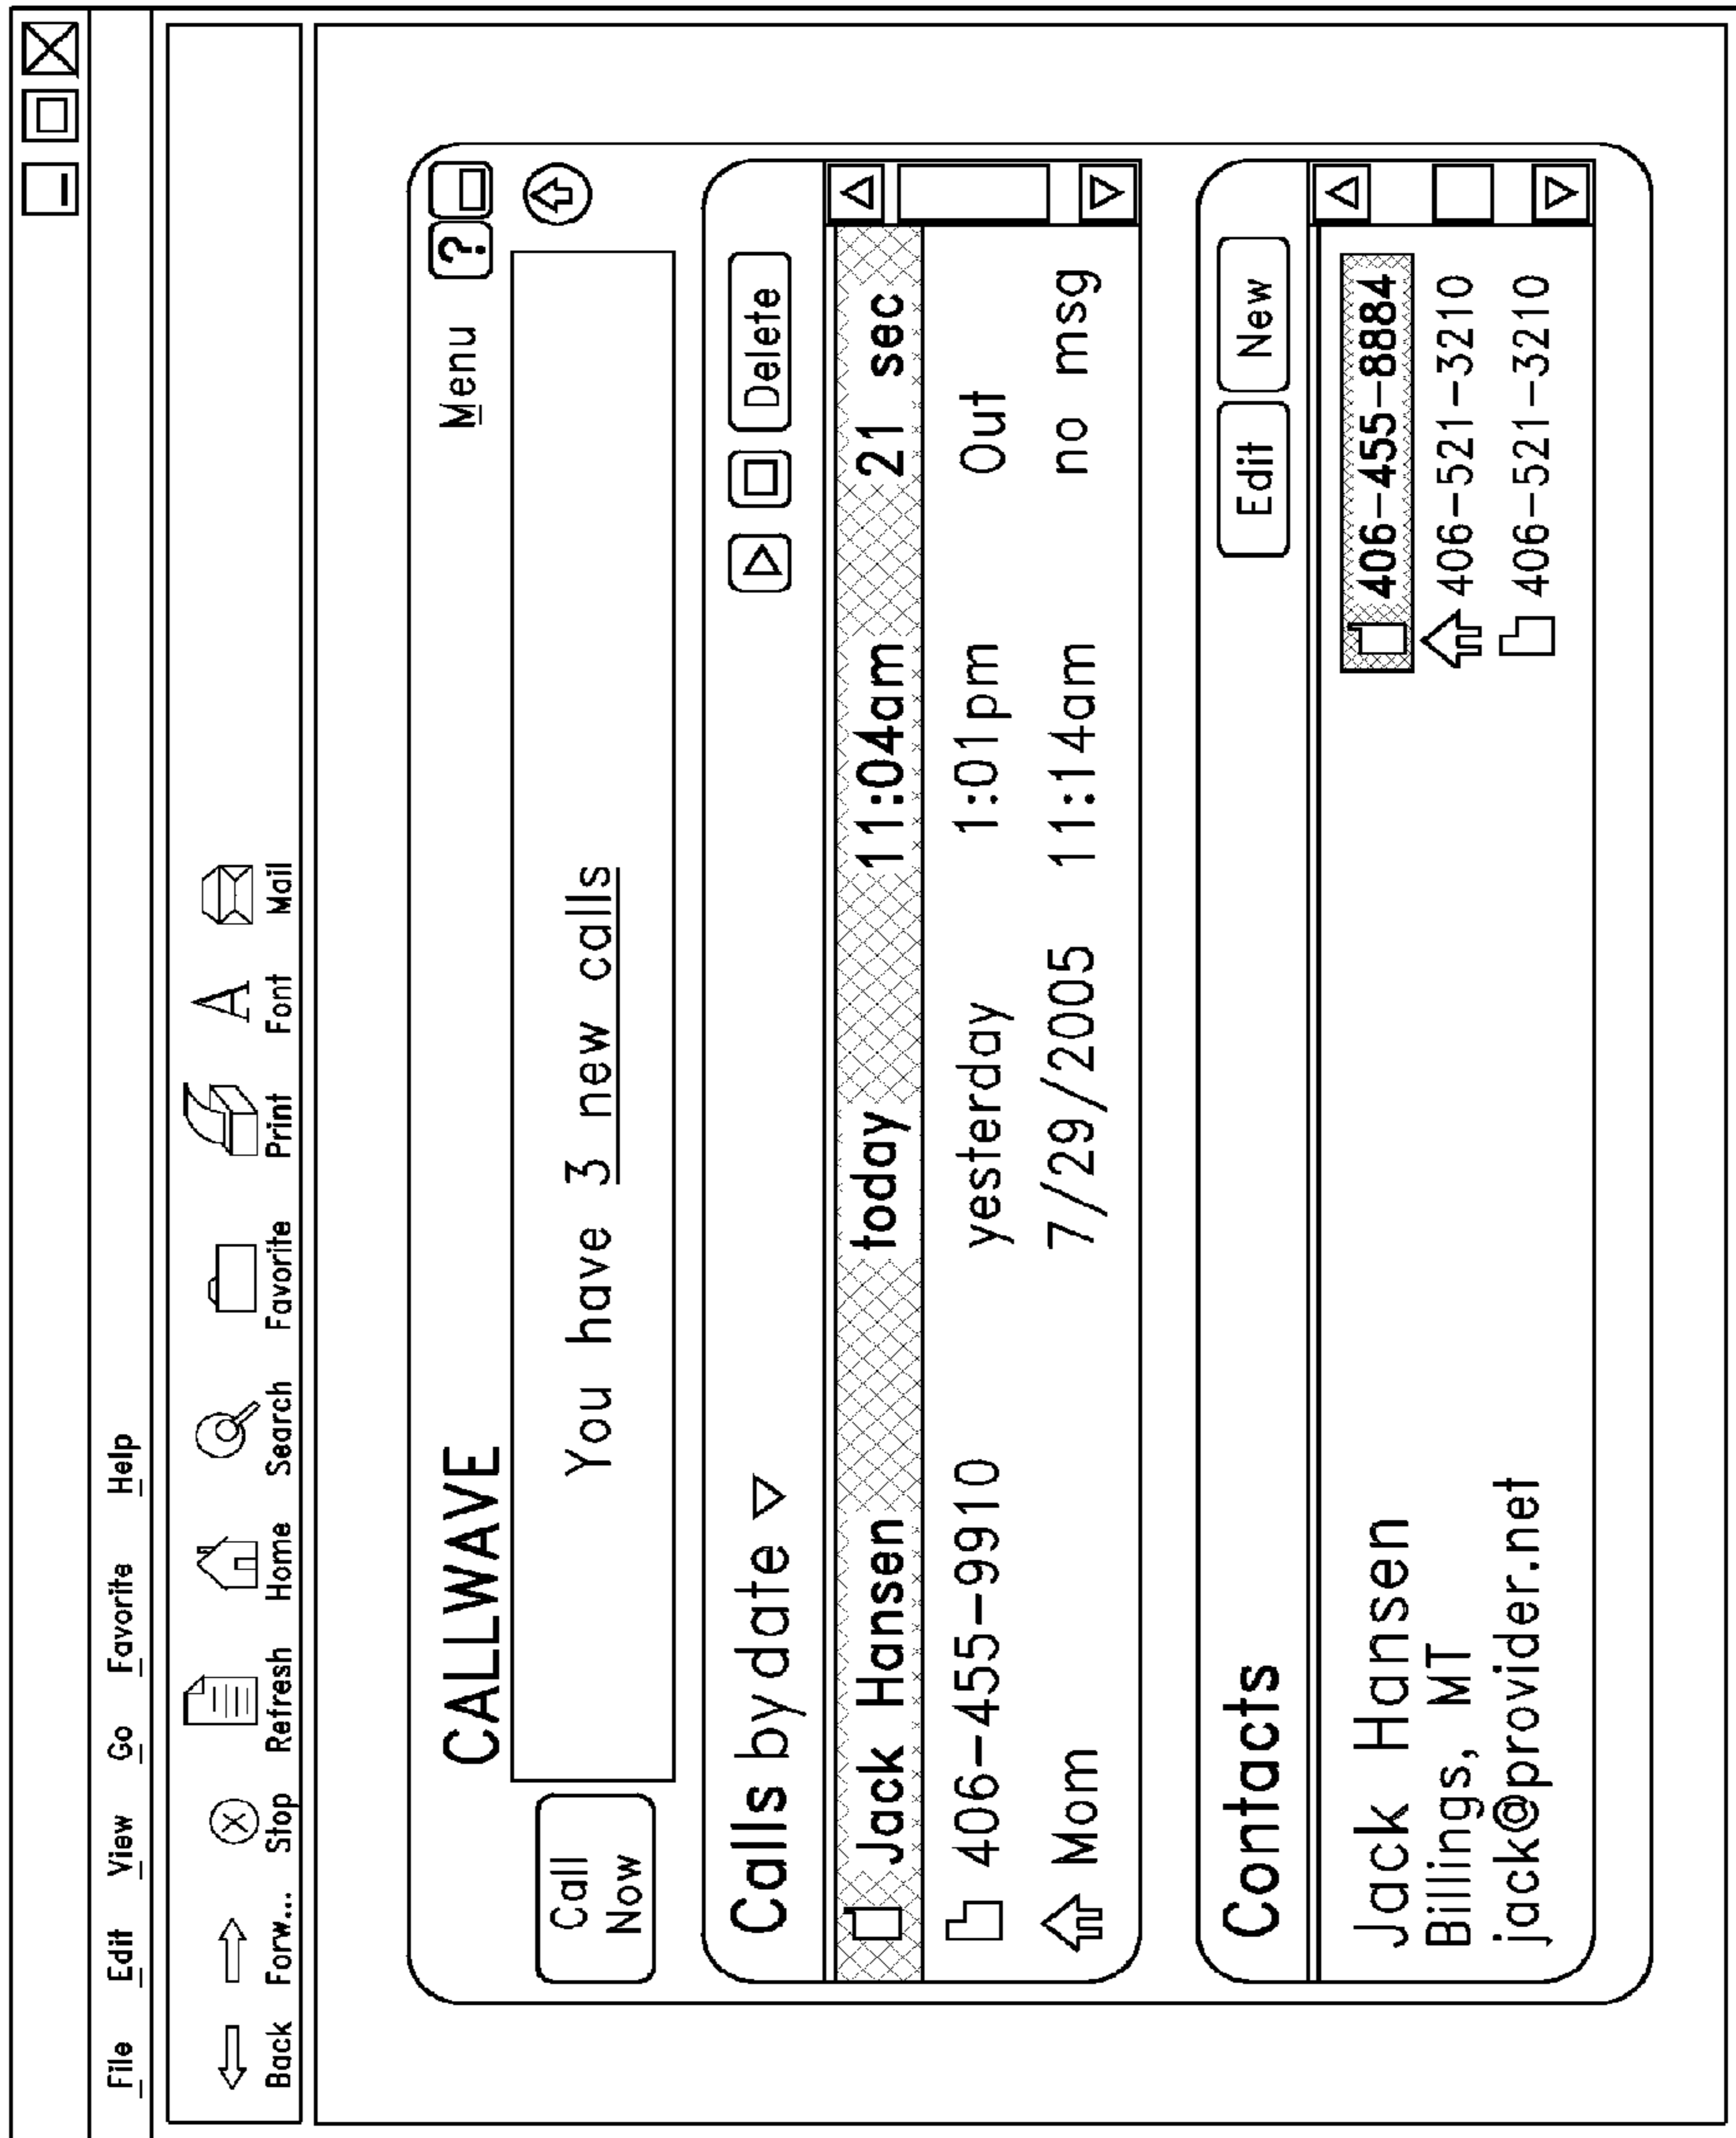 File Edit View Go Favorite Help
Back Forw... Stop Refresh Home Search Favorite Print Font Mail
CALLWAVE Menu ?
Call Now
You have 3 new calls
Calls by date Delete
Jack Hansen today 11:04am 21 sec
406-455-9910 yesterday 1:01pm Out
Mom 7/29/2005 11:14am no msg
Contacts Edit New
Jack Hansen 406-455-8884
Billings, MT 406-521-3210
jack@provider.net 406-521-3210